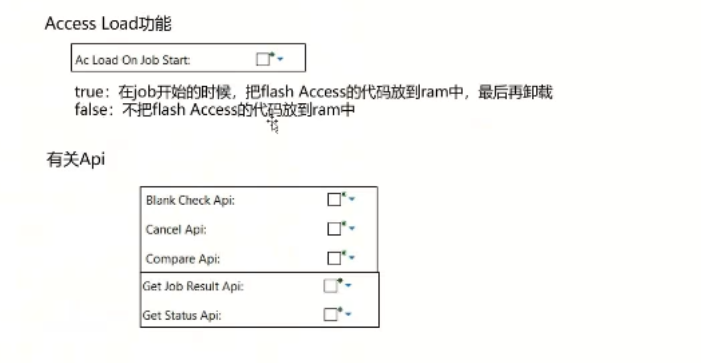 Access Load功能
Ac Load On Job Start:
true：在job开始的时候，把flash Access的代码放到ram中，最后再卸载
false：不把flash Access的代码放到ram中
有关Api
Blank Check Api:
Cancel Api:
Compare Api:
Get Job Result Api:
Get Status Api: